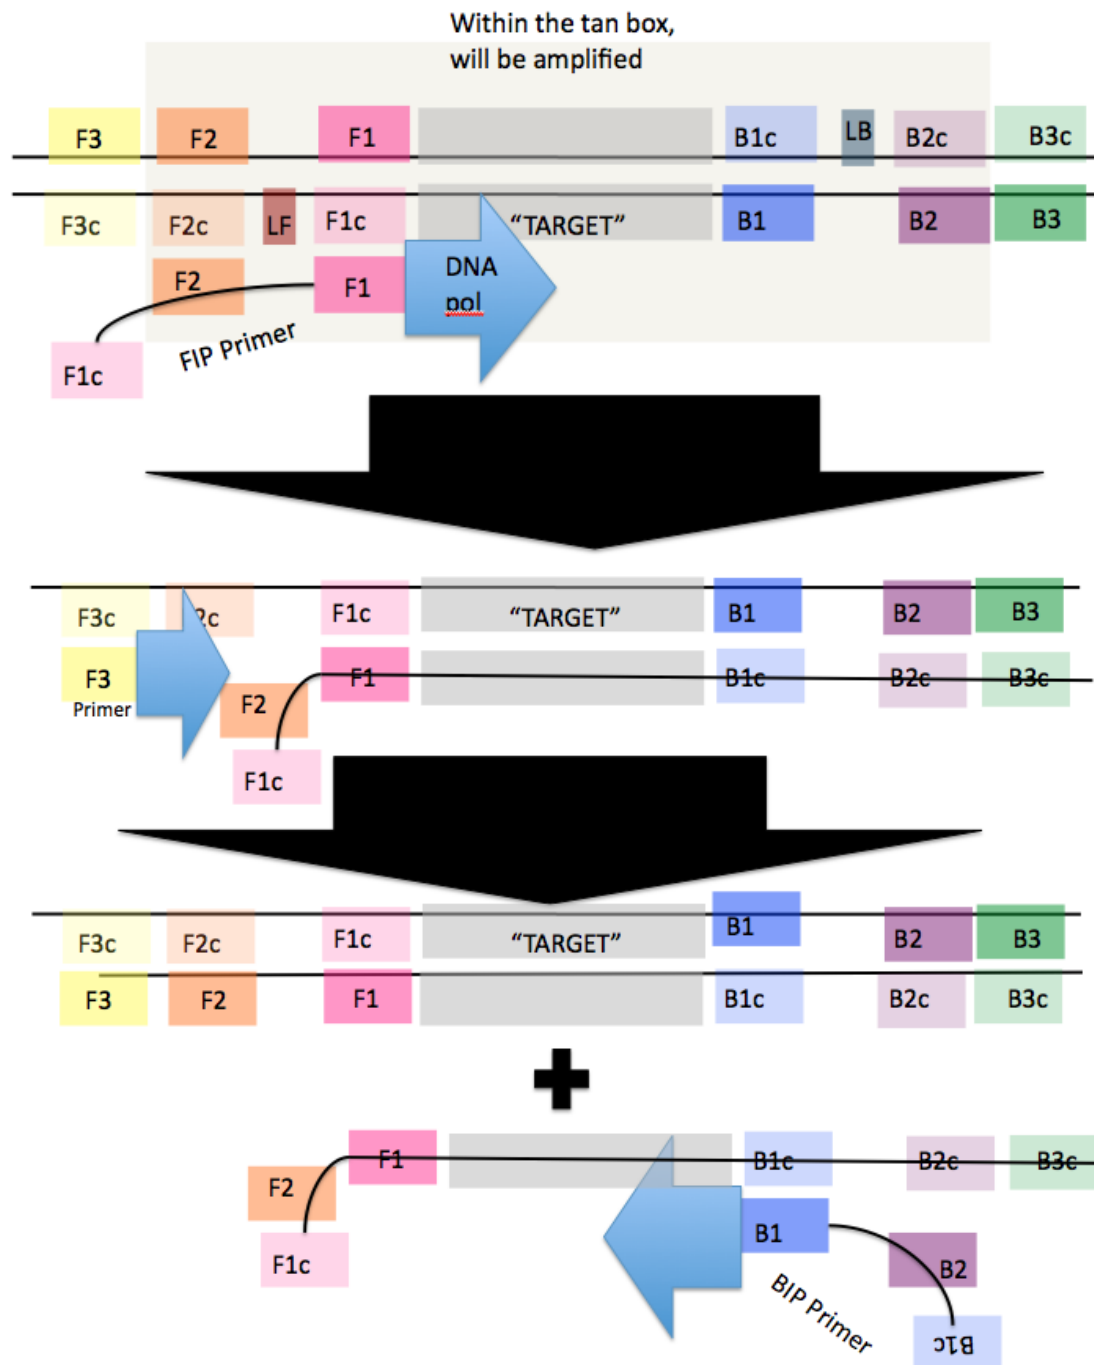 Within the tan box,
will be amplified
F3 F2 F1 B1c LB B2c B3c
F3c F2c LF F1c "TARGET" B1 B2 B3
F2 F1 DNA
pol
FIP Primer
F1c
F3c 2c F1c "TARGET" B1 B2 B3
F3 F1 B1c B2c B3c
Primer
F2
F1c
F3c F2c F1c "TARGET" B1 B2 B3
F3 F2 F1 B1c B2c B3c
F1 B1c B2c B3c
F2
B1
F1c B2
BIP Primer
B1c